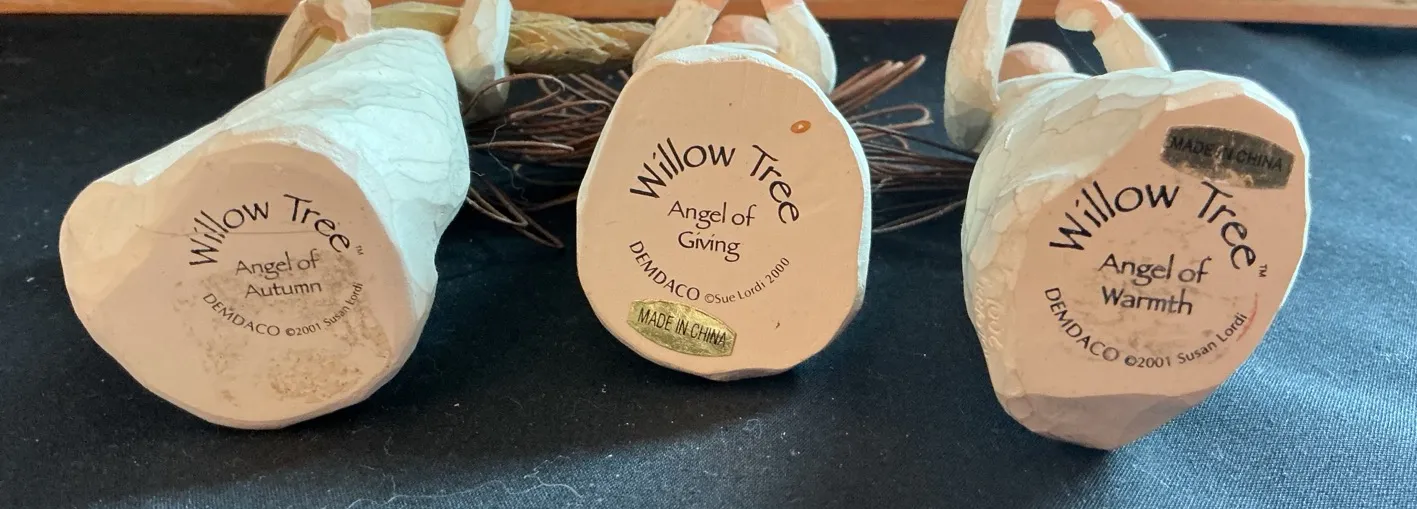 Willow Tree™
Angel of
Autumn
DEMDACO ©2001 Susan Lordi
Willow Tree
Angel of
Giving
DEMDACO ©Sue Lordi 2000
MADE IN CHINA
MADE IN CHINA
Willow Tree™
Angel of
Warmth
DEMDACO ©2001 Susan Lordi
2001